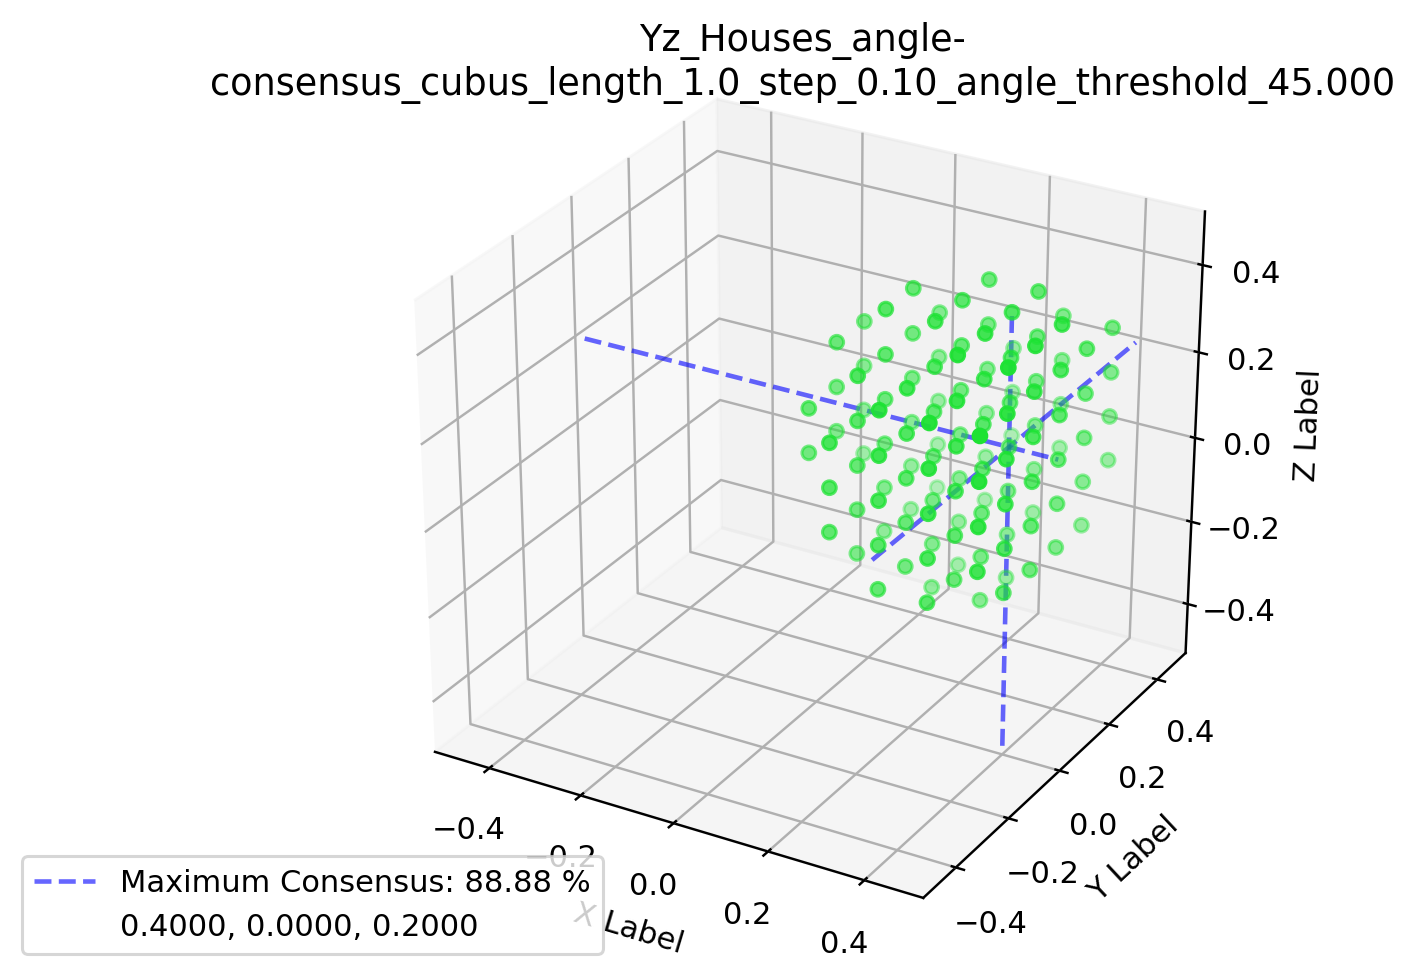 Yz_Houses_angle-
consensus_cubus_length_1.0_step_0.10_angle_threshold_45.000
0.4
0.2
0.0
−0.2
−0.4
Z Label
−0.4
−0.2
0.0
0.2
0.4
X Label
−0.4
−0.2
0.0
0.2
0.4
Y Label
Maximum Consensus: 88.88 %
0.4000, 0.0000, 0.2000